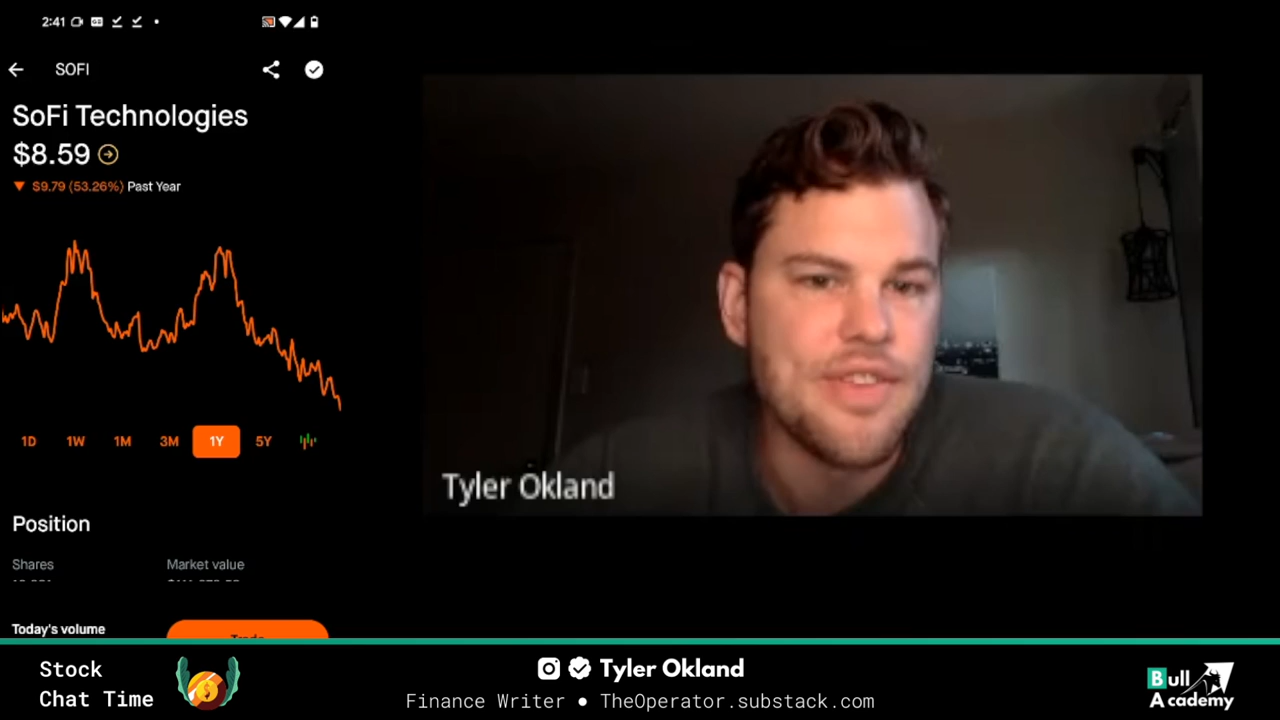 2:41
SOFI
SoFi Technologies
$8.59
▼ $9.79 (53.26%) Past Year
1D 1W 1M 3M 1Y 5Y
Position
Shares Market value
Today's volume
Trade
Tyler Okland
Stock
Chat Time
Tyler Okland
Finance Writer ● TheOperator.substack.com
Bull
Academy